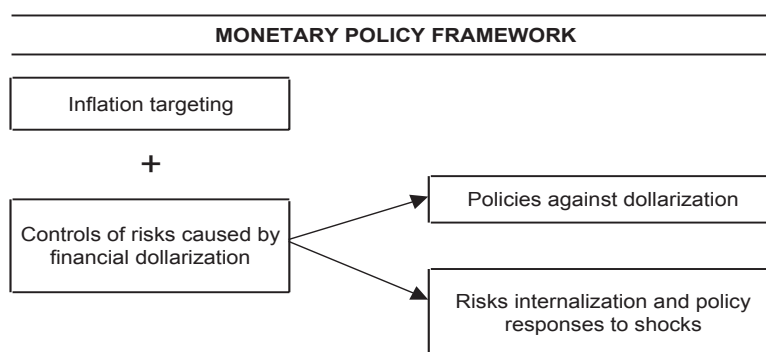 MONETARY POLICY FRAMEWORK
Inflation targeting
+
Controls of risks caused by
financial dollarization
Policies against dollarization
Risks internalization and policy
responses to shocks